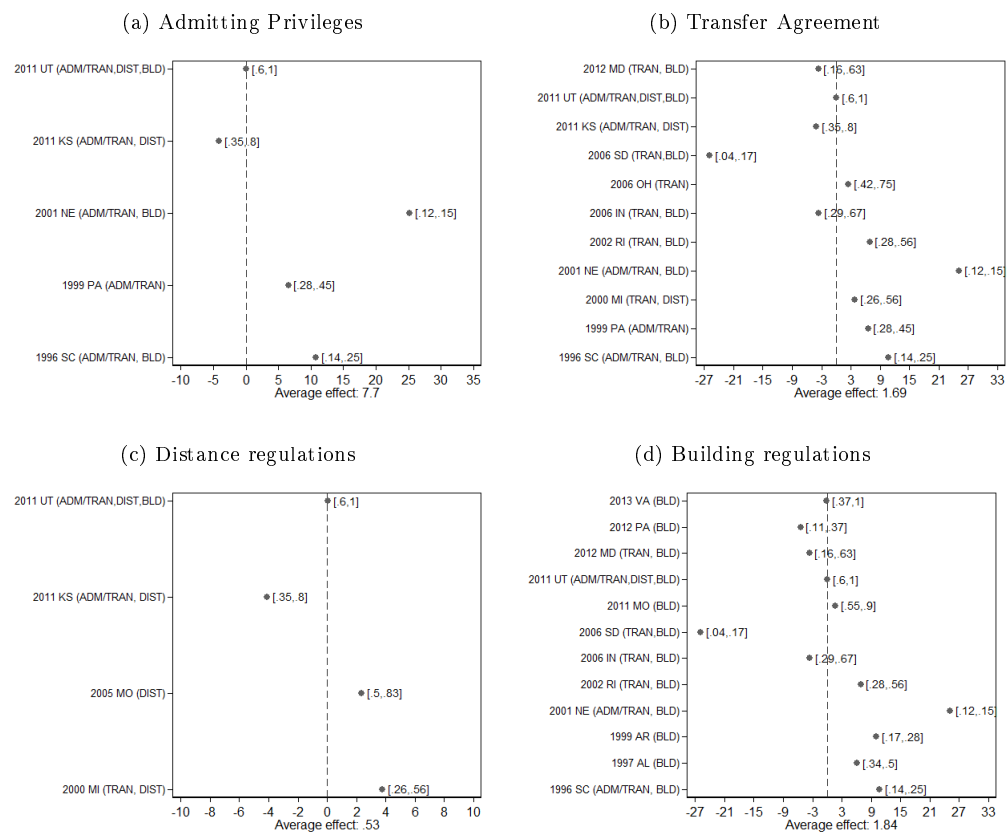 (a) Admitting Privileges
2011 UT (ADM/TRAN,DIST,BLD)
[.6,1]
2011 KS (ADM/TRAN, DIST)
[.35,.8]
2001 NE (ADM/TRAN, BLD)
[.12,.15]
1999 PA (ADM/TRAN)
[.28,.45]
1996 SC (ADM/TRAN, BLD)
[.14,.25]
-10 -5 0 5 10 15 20 25 30 35
Average effect: 7.7
(b) Transfer Agreement
2012 MD (TRAN, BLD)
[.16,.63]
2011 UT (ADM/TRAN,DIST,BLD)
[.6,1]
2011 KS (ADM/TRAN, DIST)
[.35,.8]
2006 SD (TRAN,BLD)
[.04,.17]
2006 OH (TRAN)
[.42,.75]
2006 IN (TRAN, BLD)
[.29,.67]
2002 RI (TRAN, BLD)
[.28,.56]
2001 NE (ADM/TRAN, BLD)
[.12,.15]
2000 MI (TRAN, DIST)
[.26,.56]
1999 PA (ADM/TRAN)
[.28,.45]
1996 SC (ADM/TRAN, BLD)
[.14,.25]
-27 -21 -15 -9 -3 3 9 15 21 27 33
Average effect: 1.69
(c) Distance regulations
2011 UT (ADM/TRAN,DIST,BLD)
[.6,1]
2011 KS (ADM/TRAN, DIST)
[.35,.8]
2005 MO (DIST)
[.5,.83]
2000 MI (TRAN, DIST)
[.26,.56]
-10 -8 -6 -4 -2 0 2 4 6 8 10
Average effect: .53
(d) Building regulations
2013 VA (BLD)
[.37,1]
2012 PA (BLD)
[.11,.37]
2012 MD (TRAN, BLD)
[.16,.63]
2011 UT (ADM/TRAN,DIST,BLD)
[.6,1]
2011 MO (BLD)
[.55,.9]
2006 SD (TRAN,BLD)
[.04,.17]
2006 IN (TRAN, BLD)
[.29,.67]
2002 RI (TRAN, BLD)
[.28,.56]
2001 NE (ADM/TRAN, BLD)
[.12,.15]
1999 AR (BLD)
[.17,.28]
1997 AL (BLD)
[.34,.5]
1996 SC (ADM/TRAN, BLD)
[.14,.25]
-27 -21 -15 -9 -3 3 9 15 21 27 33
Average effect: 1.84